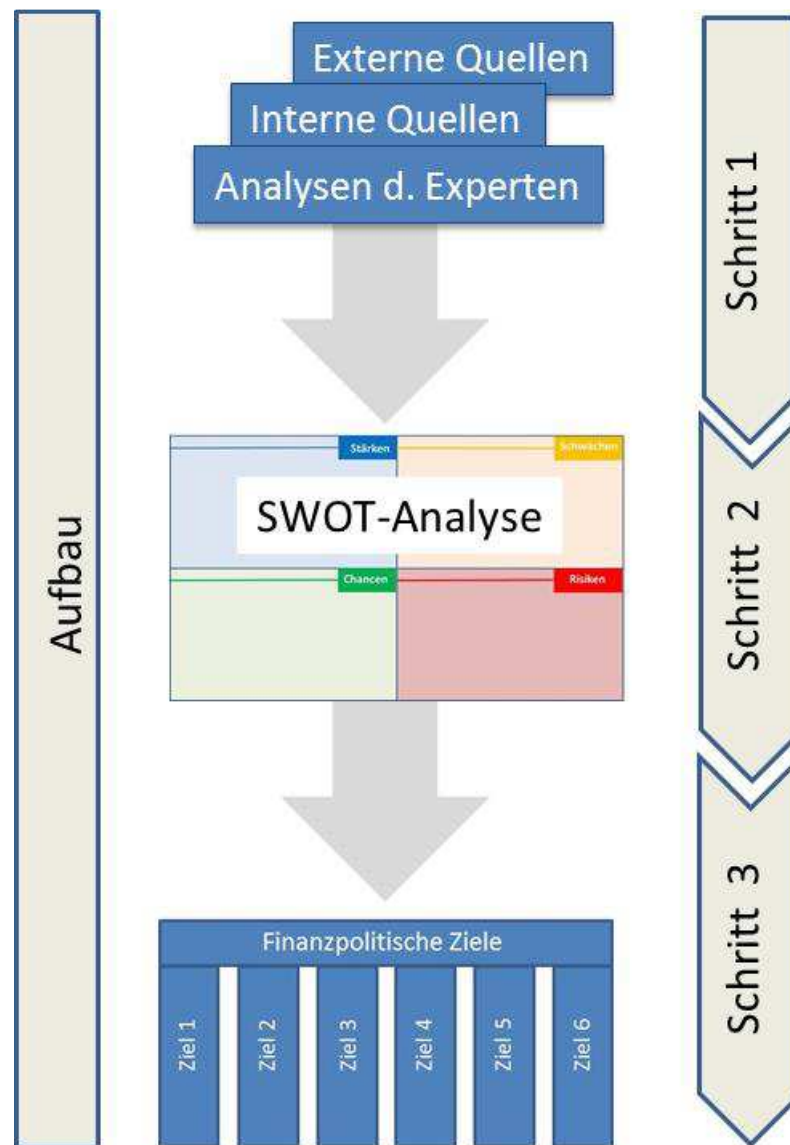 Aufbau
Externe Quellen
Interne Quellen
Analysen d. Experten
Schritt 1
Stärken
Schwächen
SWOT-Analyse
Chancen
Risiken
Schritt 2
Finanzpolitische Ziele
Ziel 1
Ziel 2
Ziel 3
Ziel 4
Ziel 5
Ziel 6
Schritt 3